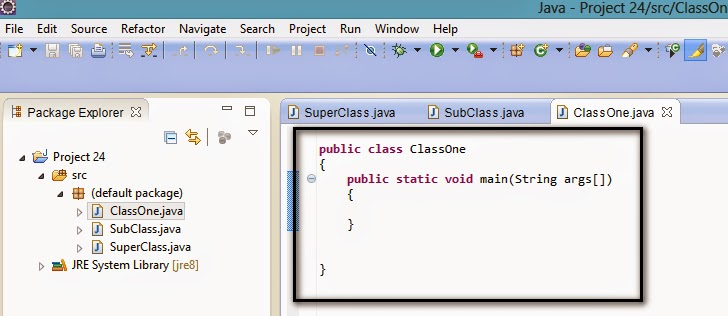 Java - Project 24/src/ClassOn
File Edit Source Refactor Navigate Search Project Run Window Help
Package Explorer
SuperClass.java SubClass.java ClassOne.java
Project 24
src
(default package)
ClassOne.java
SubClass.java
SuperClass.java
JRE System Library [jre8]
public class ClassOne
{
public static void main(String args[])
{
}
}